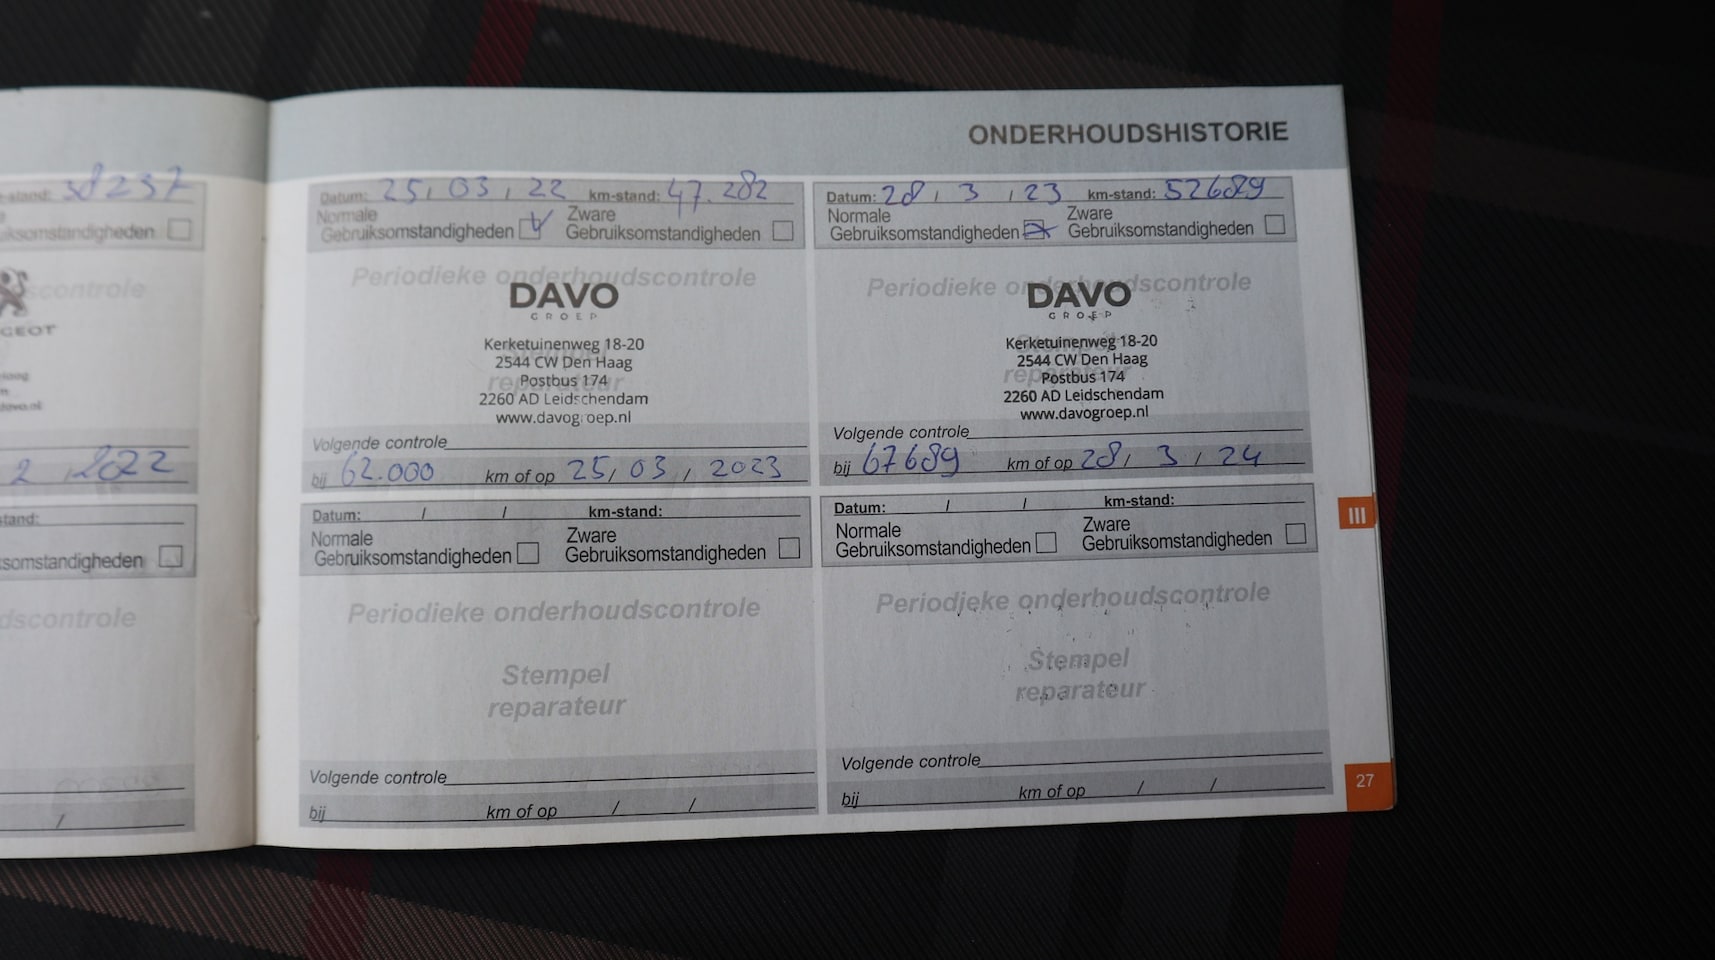 ONDERHOUDSHISTORIE
38237
Gebruiksomstandigheden
2 , 2022
Datum: 25 / 03 / 22 km-stand: 47.282
Normale
Gebruiksomstandigheden
Zware
Gebruiksomstandigheden
Periodieke onderhoudscontrole
DAVO
GROEP
Kerketuinenweg 18-20
2544 CW Den Haag
Postbus 174
2260 AD Leidschendam
www.davogroep.nl
Stempel
reparateur
Volgende controle
bij 62.000 km of op 25 / 03 / 2023
Datum: 28 / 3 / 23 km-stand: 52689
Normale
Gebruiksomstandigheden
Zware
Gebruiksomstandigheden
Periodieke onderhoudscontrole
DAVO
GROEP
Kerketuinenweg 18-20
2544 CW Den Haag
Postbus 174
2260 AD Leidschendam
www.davogroep.nl
Stempel
reparateur
Volgende controle
bij 67689 km of op 28 / 3 / 24
Datum: / / km-stand:
Normale
Gebruiksomstandigheden
Zware
Gebruiksomstandigheden
Periodieke onderhoudscontrole
Stempel
reparateur
Volgende controle
bij km of op / /
Datum: / / km-stand:
Normale
Gebruiksomstandigheden
Zware
Gebruiksomstandigheden
Periodieke onderhoudscontrole
Stempel
reparateur
Volgende controle
bij km of op / /
III
27